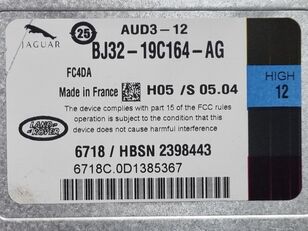 25
AUD3-12
JAGUAR
BJ32-19C164-AG
FC4DA
Made in France
H05 /S 05.04
HIGH
12
The device complies with part 15 of the FCC rules
operation is subject to the condition that this
device does not cause harmful interference
LAND-
ROVER
6718 / HBSN 2398443
6718C.0D1385367